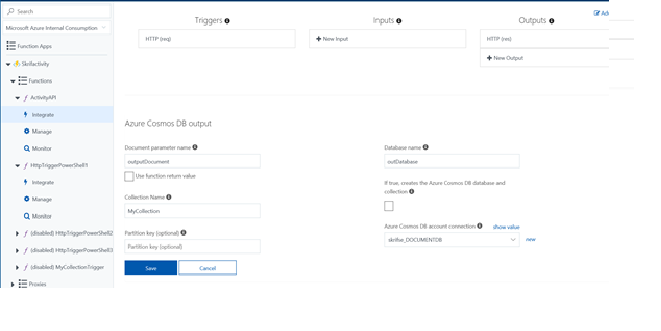 Search
Microsoft Azure Internal Consumption
Function Apps
Skrifactivity
Functions
ActivityAPI
Integrate
Manage
Monitor
HttpTriggerPowerShell1
Integrate
Manage
Monitor
(disabled) HttpTriggerPowerShell2
(disabled) HttpTriggerPowerShell3
(disabled) MyCollectionTrigger
Proxies
Triggers
Inputs
Outputs
HTTP (req)
New Input
HTTP (res)
New Output
Azure Cosmos DB output
Document parameter name
outputDocument
Use function return value
Collection Name
MyCollection
Partition key (optional)
Partition key (optional)
Save
Cancel
Database name
outDatabase
If true, creates the Azure Cosmos DB database and
collection
Azure Cosmos DB account connection
show value
new